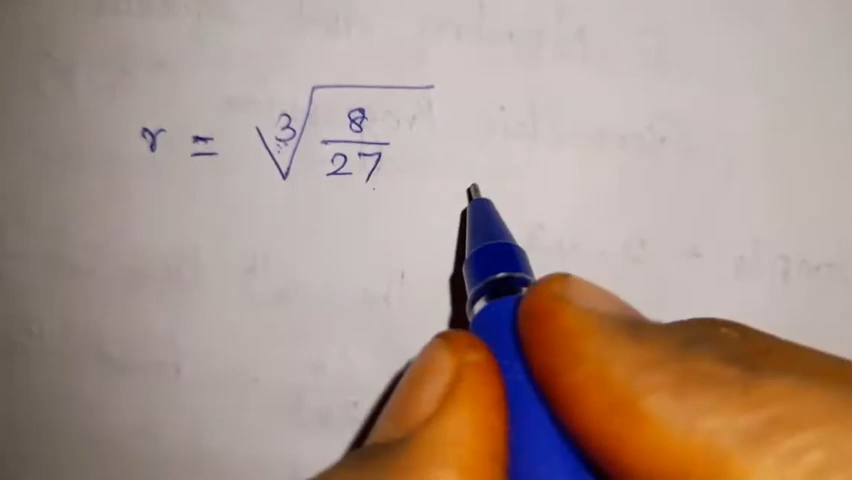 r = ∛(8/27)